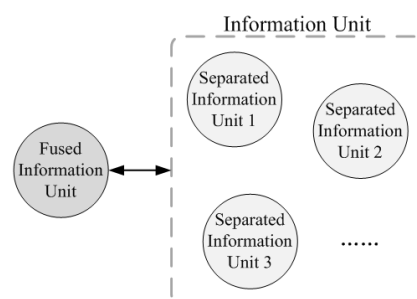 Information Unit
Separated
Information
Unit 1
Separated
Information
Unit 2
Fused
Information
Unit
Separated
Information
Unit 3
......